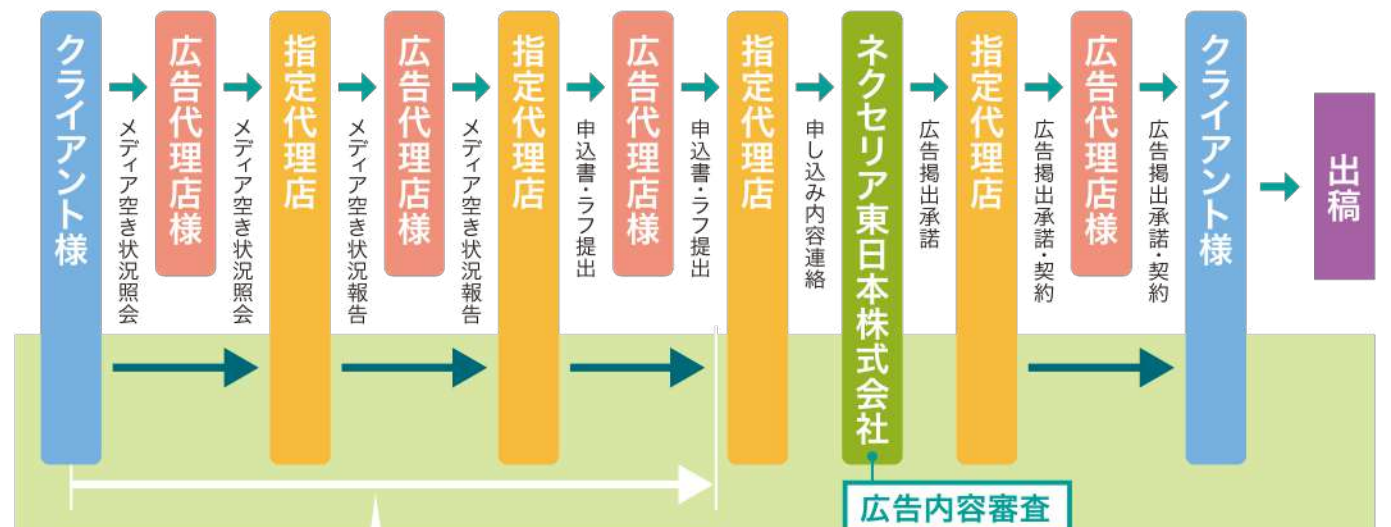 クライアント様
メディア空き状況照会
広告代理店様
メディア空き状況照会
指定代理店
メディア空き状況報告
広告代理店様
メディア空き状況報告
指定代理店
申込書・ラフ提出
広告代理店様
申込書・ラフ提出
指定代理店
申し込み内容連絡
ネクセリア東日本株式会社
広告掲出承諾
指定代理店
広告掲出承諾・契約
広告代理店様
広告掲出承諾・契約
クライアント様
出稿
広告内容審査